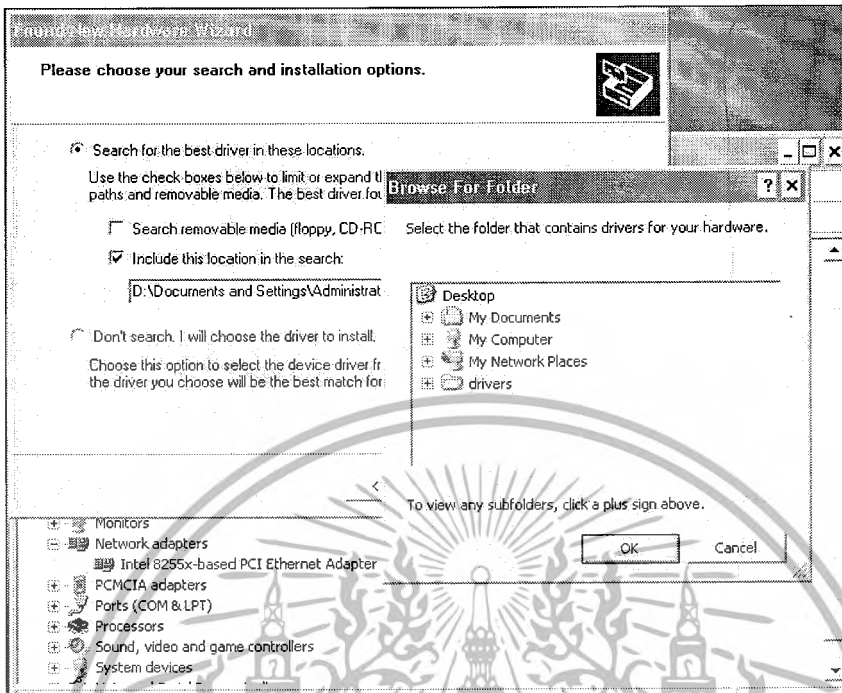 Found New Hardware Wizard
Please choose your search and installation options.
Search for the best driver in these locations.
Use the check boxes below to limit or expand t
paths and removable media. The best driver fou
Search removable media (floppy, CD-RO
Include this location in the search:
D:\Documents and Settings\Administrat
Don't search. I will choose the driver to install.
Choose this option to select the device driver fr
the driver you choose will be the best match for
<
Browse For Folder
Select the folder that contains drivers for your hardware.
Desktop
My Documents
My Computer
My Network Places
drivers
To view any subfolders, click a plus sign above.
OK
Cancel
Monitors
Network adapters
Intel 8255x-based PCI Ethernet Adapter
PCMCIA adapters
Ports (COM & LPT)
Processors
Sound, video and game controllers
System devices